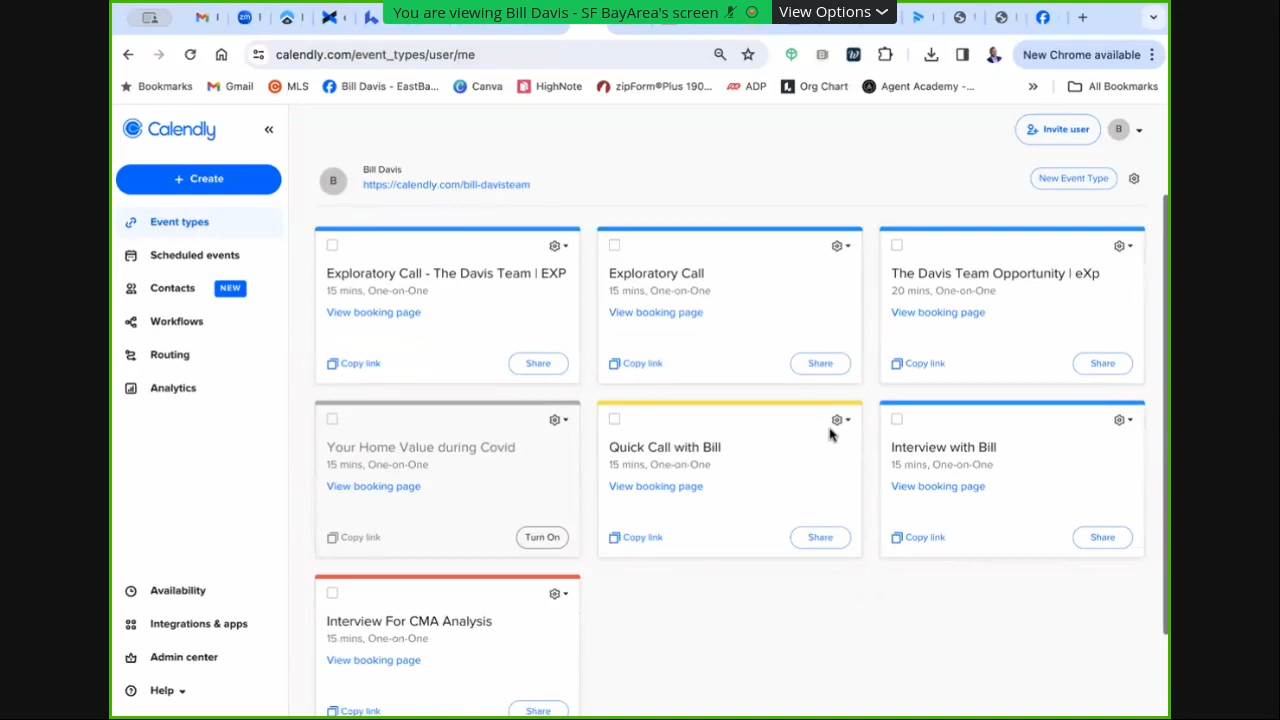 You are viewing Bill Davis - SF BayArea's screen
View Options
calendly.com/event_types/user/me
New Chrome available
Bookmarks
Gmail
MLS
Bill Davis - EastBa...
Canva
HighNote
zipForm®Plus 190...
ADP
Org Chart
Agent Academy -...
»
All Bookmarks
Calendly
«
Invite user
B
+ Create
B
Bill Davis
https://calendly.com/bill-davisteam
New Event Type
Event types
Scheduled events
Contacts NEW
Workflows
Routing
Analytics
Availability
Integrations & apps
Admin center
Help
Exploratory Call - The Davis Team | EXP
15 mins, One-on-One
View booking page
Copy link
Share
Exploratory Call
15 mins, One-on-One
View booking page
Copy link
Share
The Davis Team Opportunity | eXp
20 mins, One-on-One
View booking page
Copy link
Share
Your Home Value during Covid
15 mins, One-on-One
View booking page
Copy link
Turn On
Quick Call with Bill
15 mins, One-on-One
View booking page
Copy link
Share
Interview with Bill
15 mins, One-on-One
View booking page
Copy link
Share
Interview For CMA Analysis
15 mins, One-on-One
View booking page
Copy link
Share